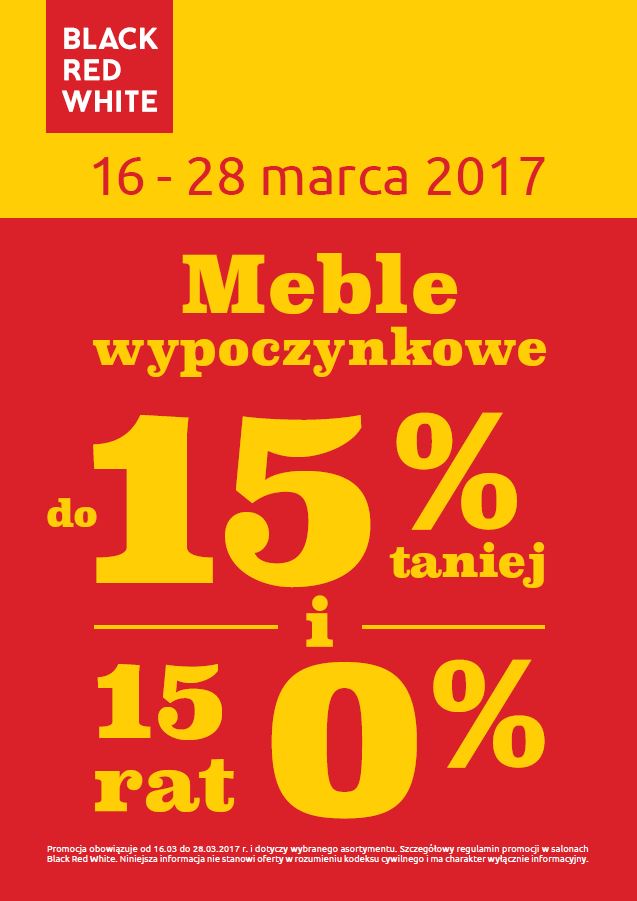 BLACK
RED
WHITE
16 - 28 marca 2017
Meble
wypoczynkowe
do 15%
taniej
i
15 rat 0%
Promocja obowiązuje od 16.03 do 28.03.2017 r. i dotyczy wybranego asortymentu. Szczegółowy regulamin promocji w salonach
Black Red White. Niniejsza informacja nie stanowi oferty w rozumieniu kodeksu cywilnego i ma charakter wyłącznie informacyjny.